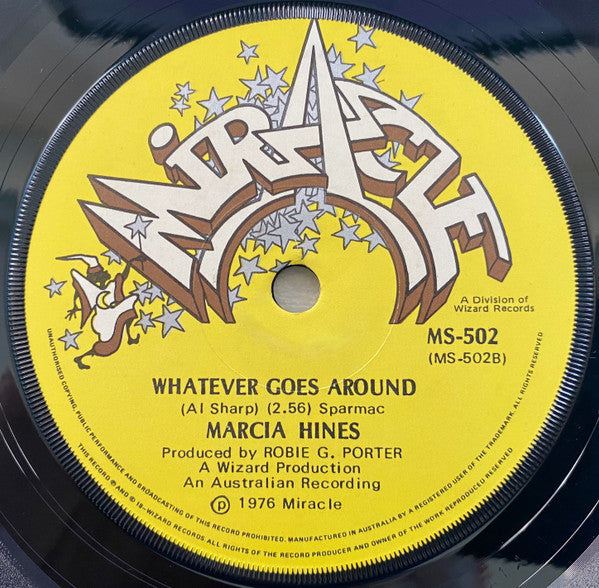 MIRACLE
A Division of
Wizard Records
MS-502
(MS-502B)
WHATEVER GOES AROUND
(Al Sharp) (2.56) Sparmac
MARCIA HINES
Produced by ROBIE G. PORTER
A Wizard Production
An Australian Recording
℗ 1976 Miracle
UNAUTHORISED COPYING, PUBLIC PERFORMANCE AND BROADCASTING OF THIS RECORD PROHIBITED. MANUFACTURED IN AUSTRALIA BY A REGISTERED USER OF THE TRADEMARK. ALL RIGHTS RESERVED
THIS RECORD ℗ AND © 19-WIZARD RECORDS. ALL RIGHTS OF THE RECORD PRODUCER AND OWNER OF THE WORK REPRODUCED RESERVED